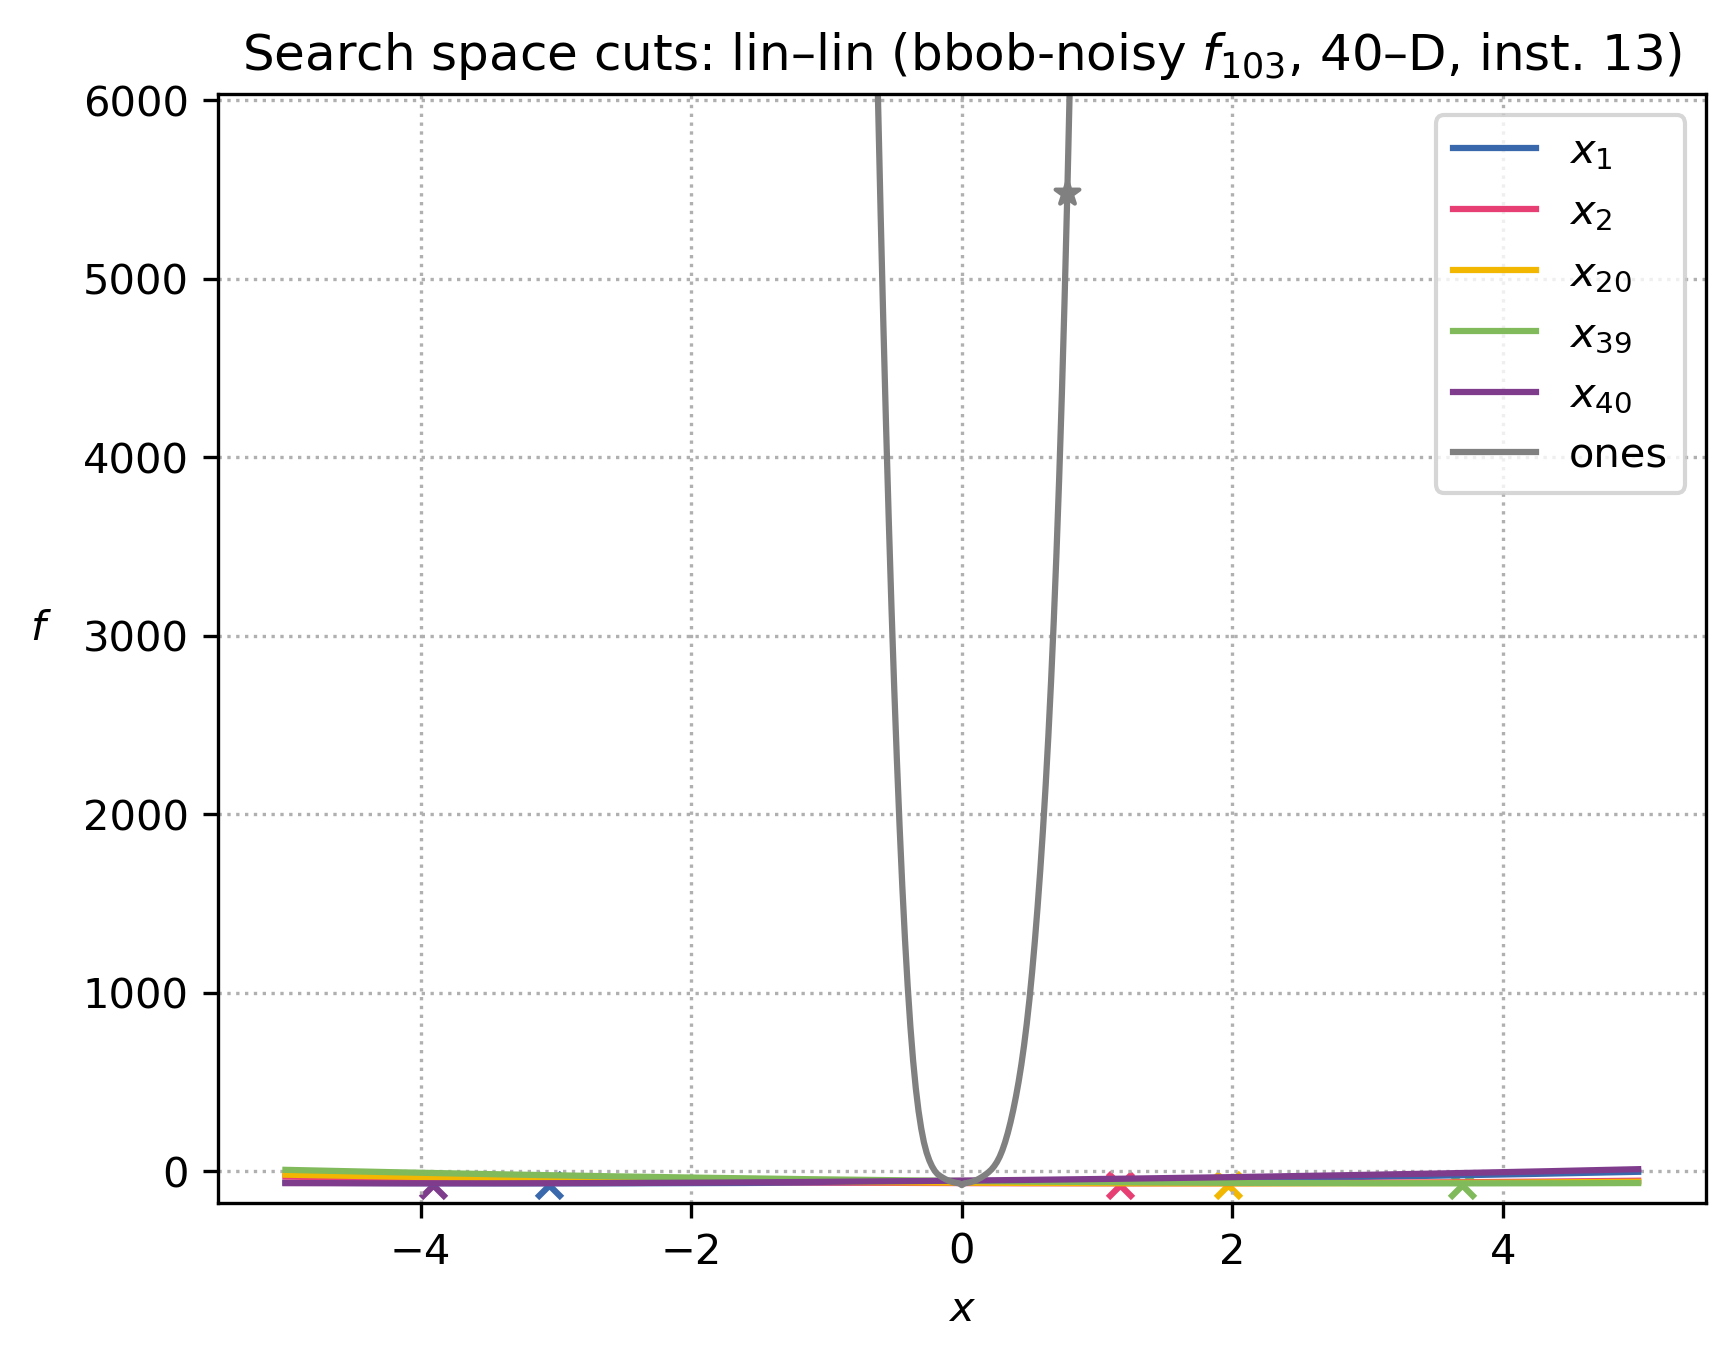 Search space cuts: lin–lin (bbob-noisy f₁₀₃, 40–D, inst. 13)
6000
5000
4000
3000
2000
1000
0
f
−4
−2
0
2
4
x
x₁
x₂
x₂₀
x₃₉
x₄₀
ones